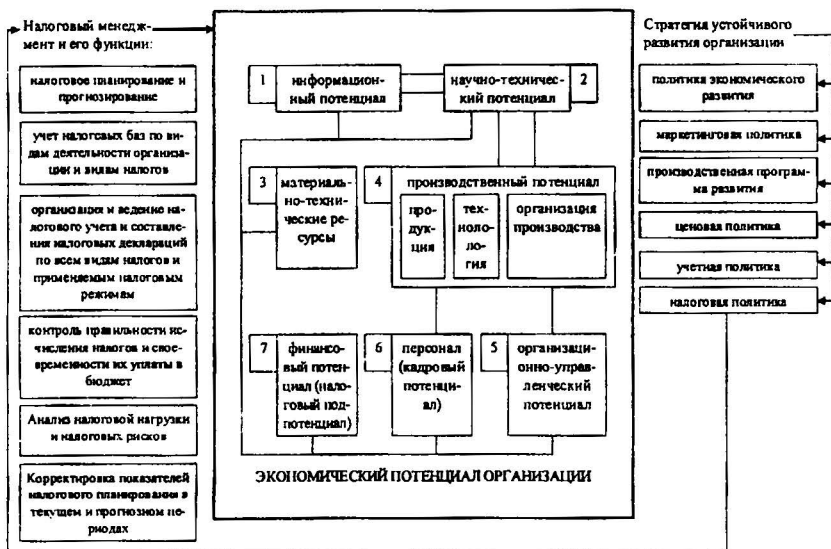 Налоговый менедж-
мент и его функции:
налоговое планирование и
прогнозирование
учет налоговых баз по ви-
дам деятельности организа-
ции и видам налогов
организация и ведение на-
логового учета и составле-
ния налоговых деклараций
по всем видам налогов и
применяемым налоговым
режимам
контроль правильности ис-
числения налогов и свое-
временности их уплаты в
бюджет
Анализ налоговой нагрузки
и налоговых рисков
Корректировка показателей
налогового планирования в
текущем и прогнозном пе-
риодах
1
информацион-
ный потенциал
научно-техничес-
кий потенциал
2
3
материаль-
но-техни-
ческие ре-
сурсы
4
производственный потенциал
про-
дук-
ция
тех-
ноло-
логия
организация
производства
7
финансо-
вый потен-
циал (нало-
говый под-
потенциал)
6
персонал
(кадровый
потенци-
ал)
5
организаци-
онно-управ-
ленческий
потенциал
ЭКОНОМИЧЕСКИЙ ПОТЕНЦИАЛ ОРГАНИЗАЦИИ
Стратегия устойчивого
развития организации
политика экономического
развития
маркетинговая политика
производственная програм-
ма развития
ценовая политика
учетная политика
налоговая политика